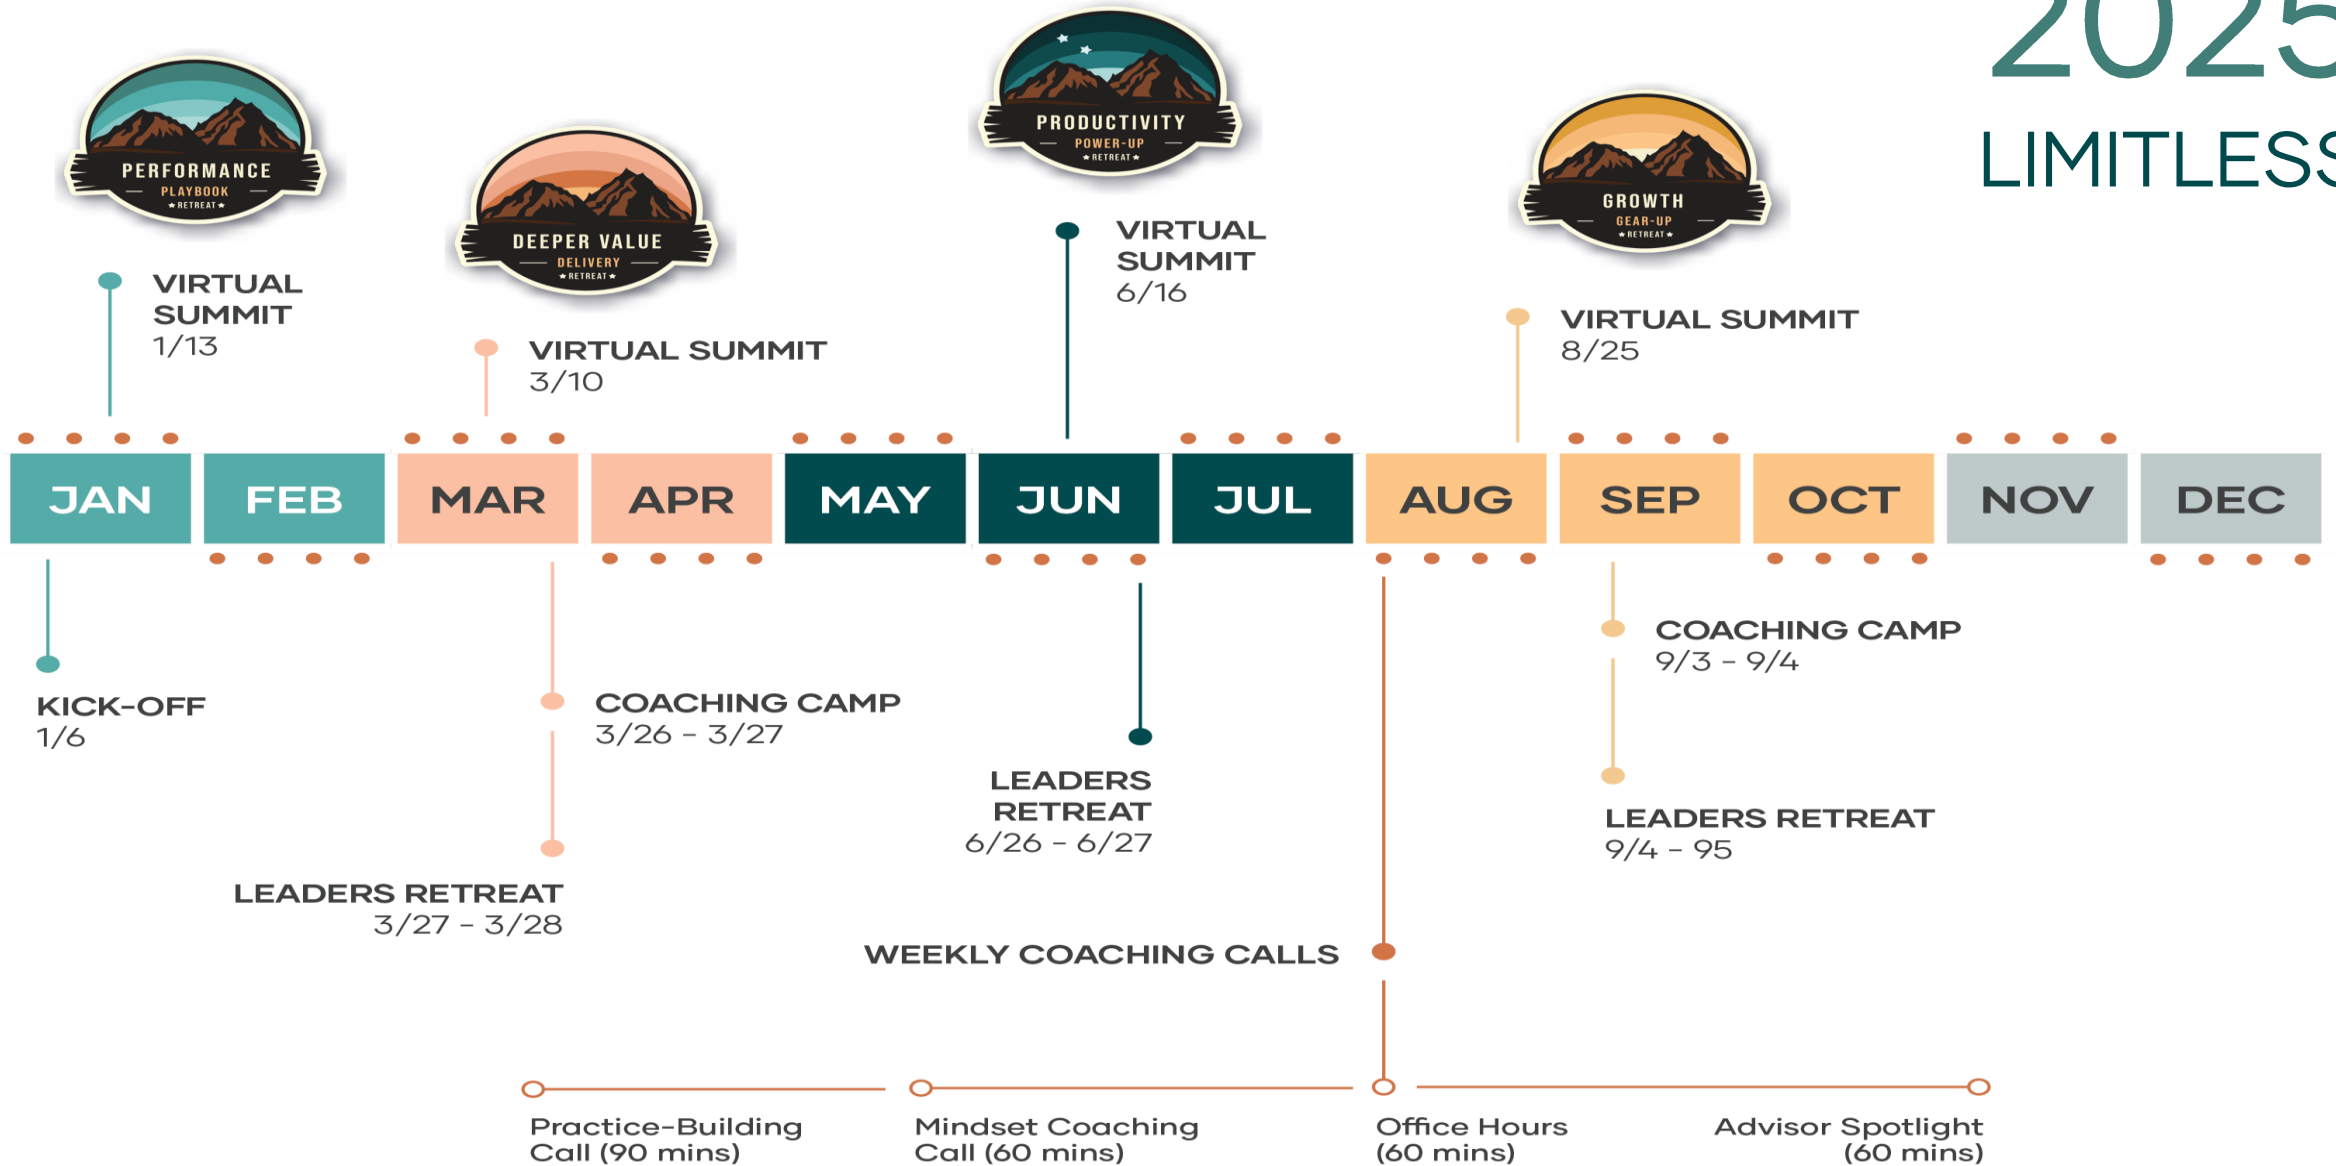 2025
LIMITLESS
PERFORMANCE
PLAYBOOK
RETREAT
DEEPER VALUE
DELIVERY
RETREAT
PRODUCTIVITY
POWER-UP
RETREAT
GROWTH
GEAR-UP
RETREAT
VIRTUAL
SUMMIT
1/13
VIRTUAL SUMMIT
3/10
VIRTUAL
SUMMIT
6/16
VIRTUAL SUMMIT
8/25
JAN
FEB
MAR
APR
MAY
JUN
JUL
AUG
SEP
OCT
NOV
DEC
KICK-OFF
1/6
COACHING CAMP
3/26 - 3/27
LEADERS RETREAT
3/27 - 3/28
LEADERS
RETREAT
6/26 - 6/27
COACHING CAMP
9/3 - 9/4
LEADERS RETREAT
9/4 - 95
WEEKLY COACHING CALLS
Practice-Building
Call (90 mins)
Mindset Coaching
Call (60 mins)
Office Hours
(60 mins)
Advisor Spotlight
(60 mins)